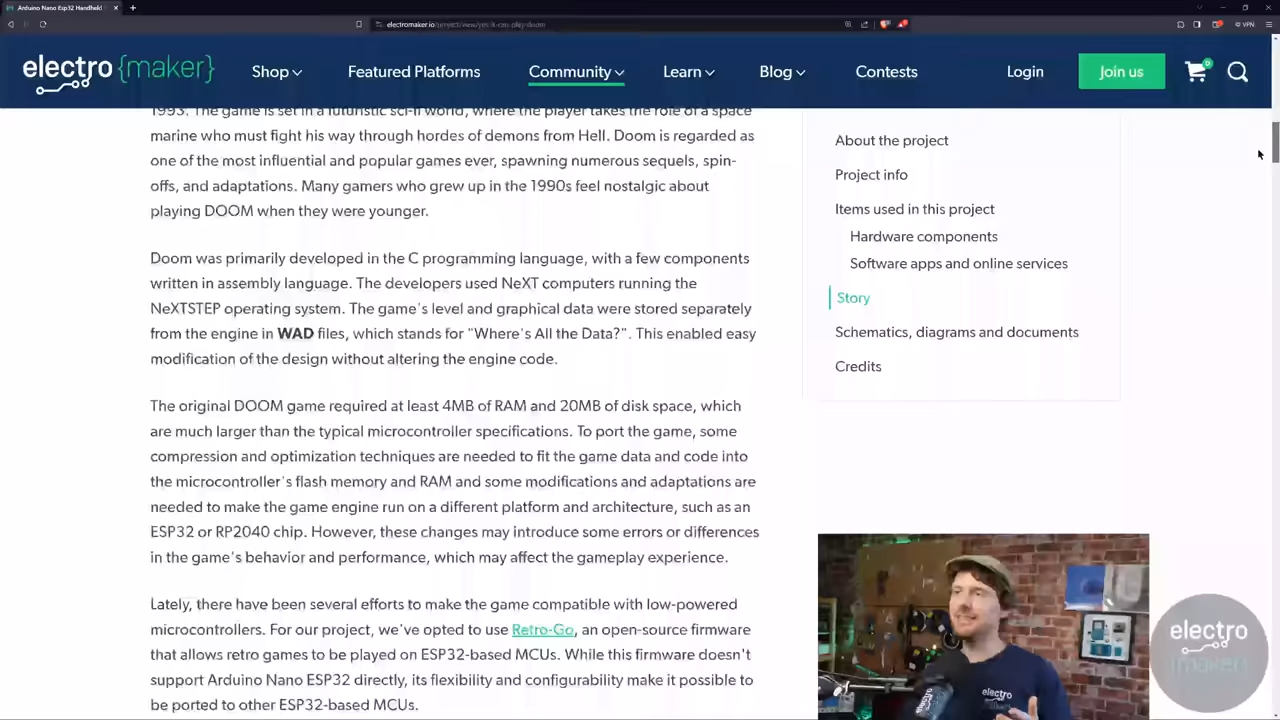 Arduino Nano Esp32 Handheld
electromaker.io/project/view/yes-it-can-play-doom
VPN
electro {maker}
Shop
Featured Platforms
Community
Learn
Blog
Contests
Login
Join us
0
1993. The game is set in a futuristic sci-fi world, where the player takes the role of a space
marine who must fight his way through hordes of demons from Hell. Doom is regarded as
one of the most influential and popular games ever, spawning numerous sequels, spin-
offs, and adaptations. Many gamers who grew up in the 1990s feel nostalgic about
playing DOOM when they were younger.
Doom was primarily developed in the C programming language, with a few components
written in assembly language. The developers used NeXT computers running the
NeXTSTEP operating system. The game's level and graphical data were stored separately
from the engine in WAD files, which stands for "Where's All the Data?". This enabled easy
modification of the design without altering the engine code.
The original DOOM game required at least 4MB of RAM and 20MB of disk space, which
are much larger than the typical microcontroller specifications. To port the game, some
compression and optimization techniques are needed to fit the game data and code into
the microcontroller's flash memory and RAM and some modifications and adaptations are
needed to make the game engine run on a different platform and architecture, such as an
ESP32 or RP2040 chip. However, these changes may introduce some errors or differences
in the game's behavior and performance, which may affect the gameplay experience.
Lately, there have been several efforts to make the game compatible with low-powered
microcontrollers. For our project, we've opted to use Retro-Go, an open-source firmware
that allows retro games to be played on ESP32-based MCUs. While this firmware doesn't
support Arduino Nano ESP32 directly, its flexibility and configurability make it possible to
be ported to other ESP32-based MCUs.
About the project
Project info
Items used in this project
Hardware components
Software apps and online services
Story
Schematics, diagrams and documents
Credits
electro
{maker}
electro
{maker}